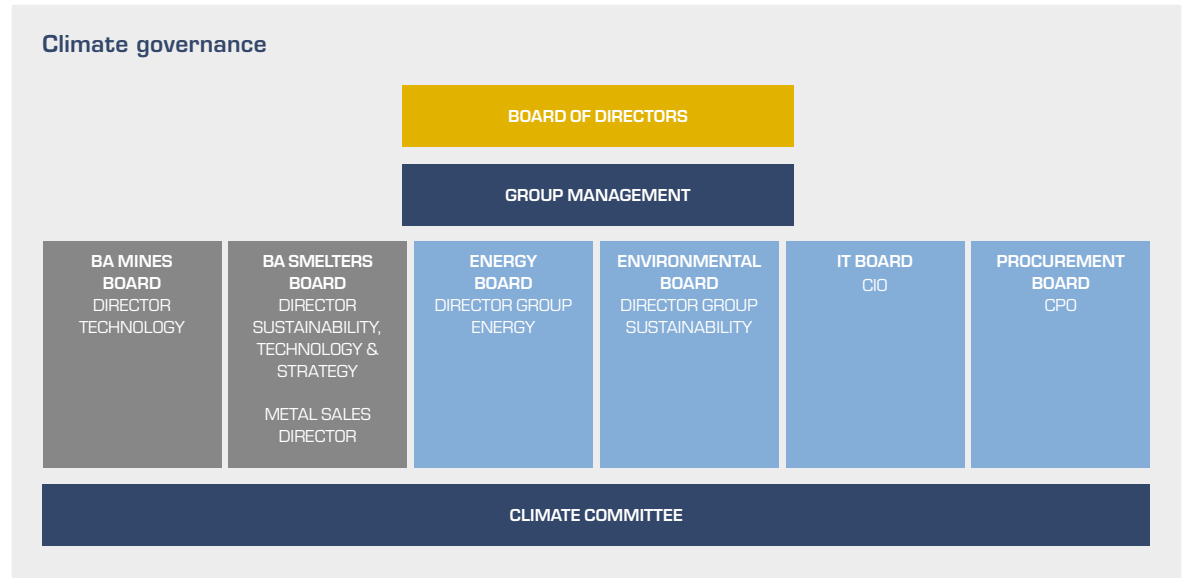 Climate governance
BOARD OF DIRECTORS
GROUP MANAGEMENT
BA MINES
BOARD
DIRECTOR
TECHNOLOGY
BA SMELTERS
BOARD
DIRECTOR
SUSTAINABILITY,
TECHNOLOGY &
STRATEGY
METAL SALES
DIRECTOR
ENERGY
BOARD
DIRECTOR GROUP
ENERGY
ENVIRONMENTAL
BOARD
DIRECTOR GROUP
SUSTAINABILITY
IT BOARD
CIO
PROCUREMENT
BOARD
CPO
CLIMATE COMMITTEE